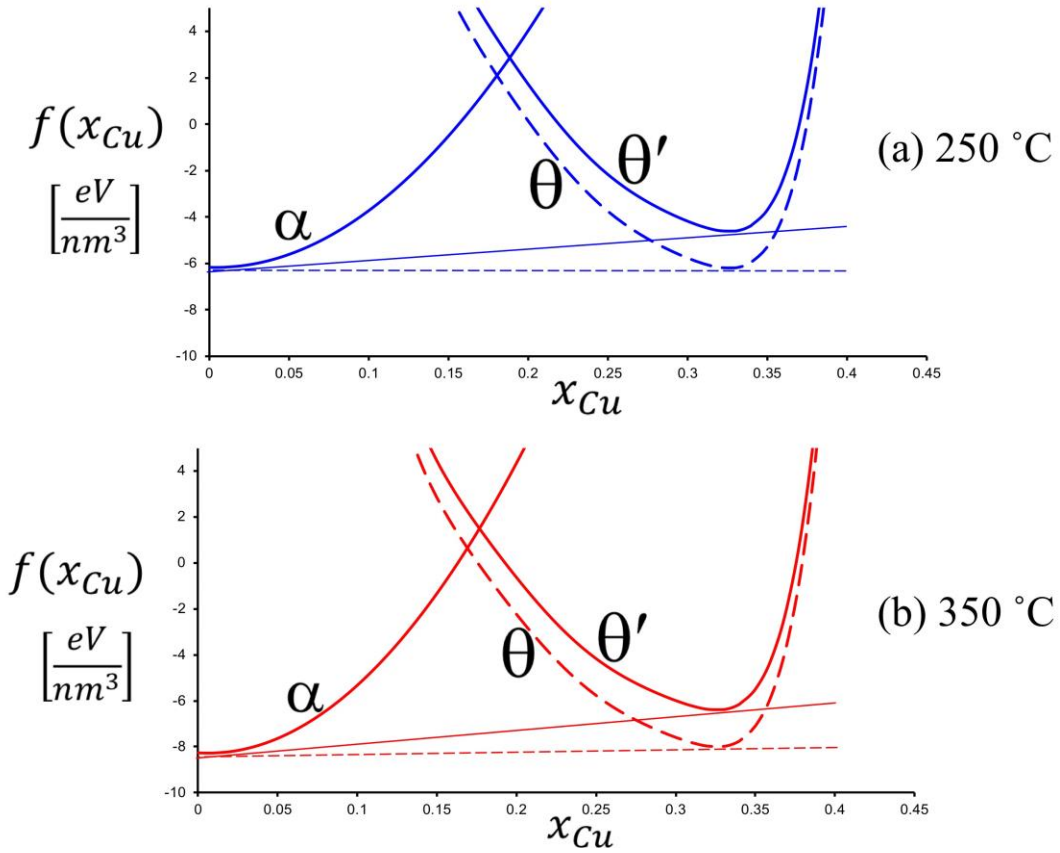 4
2
0
-2
-4
-6
-8
-10
f(x_Cu)
[eV/nm³]
α
θ
θ′
(a) 250 ˚C
0 0.05 0.1 0.15 0.2 0.25 0.3 0.35 0.4 0.45
x_Cu
4
2
0
-2
-4
-6
-8
-10
f(x_Cu)
[eV/nm³]
α
θ
θ′
(b) 350 ˚C
0 0.05 0.1 0.15 0.2 0.25 0.3 0.35 0.4 0.45
x_Cu